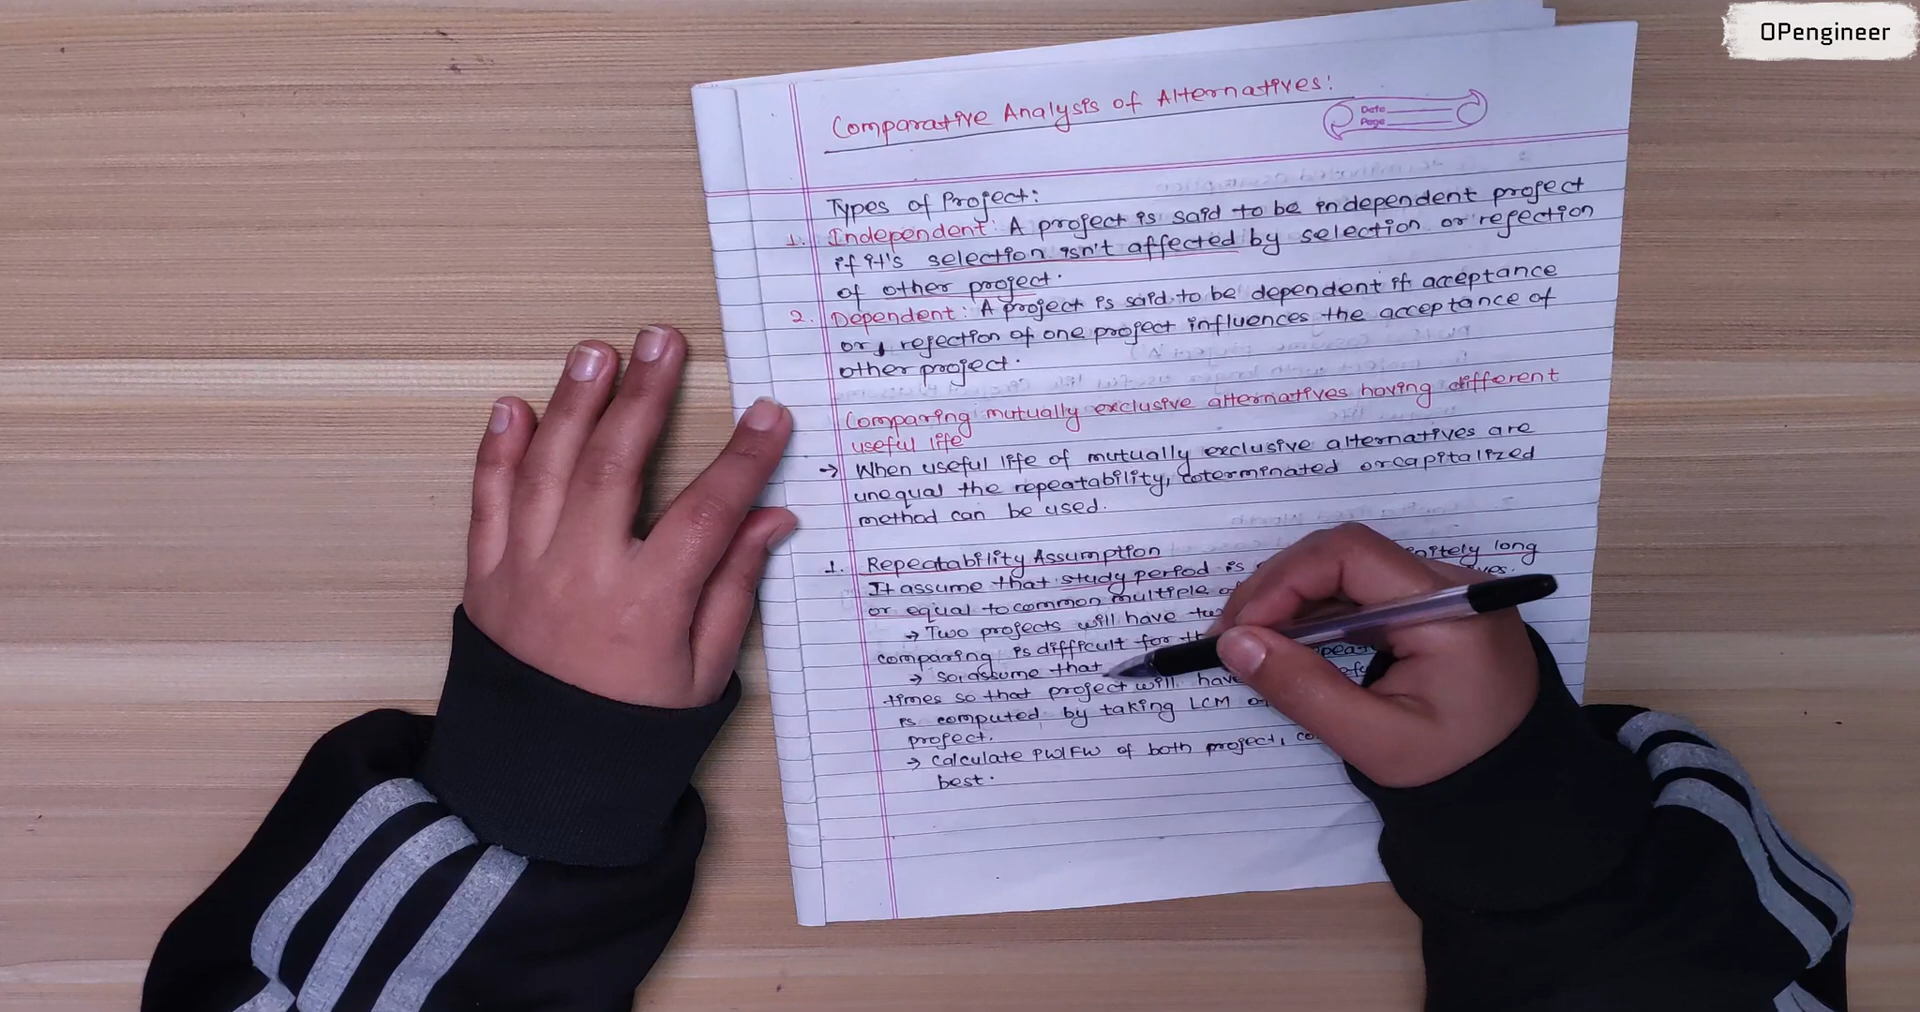 OPengineer
Comparative Analysis of Alternatives:
Date
Page
Types of Project:
1. Independent: A project is said to be independent project
if it's selection isn't affected by selection or rejection
of other project.
2. Dependent: A project is said to be dependent if acceptance
or, rejection of one project influences the acceptance of
other project.
Comparing mutually exclusive alternatives having different
useful life
→ When useful life of mutually exclusive alternatives are
unequal the repeatability, coterminated or capitalized
method can be used.
1. Repeatability Assumption
It assume that study period is long
or equal to common multiple
→ Two projects will have
comparing is difficult for
→ so, assume that
times so that project will have
is computed by taking LCM
project.
→ calculate PW/FW of both project,
best.